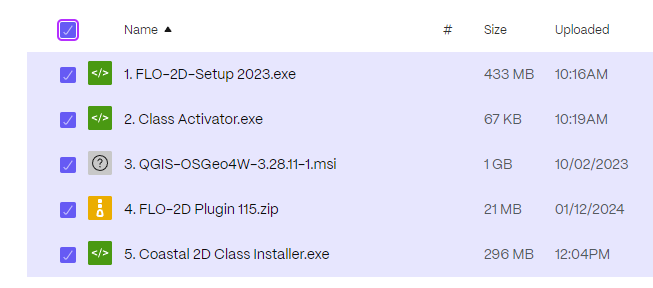 Name ▲ # Size Uploaded
</> 1. FLO-2D-Setup 2023.exe 433 MB 10:16AM
</> 2. Class Activator.exe 67 KB 10:19AM
? 3. QGIS-OSGeo4W-3.28.11-1.msi 1 GB 10/02/2023
4. FLO-2D Plugin 115.zip 21 MB 01/12/2024
</> 5. Coastal 2D Class Installer.exe 296 MB 12:04PM